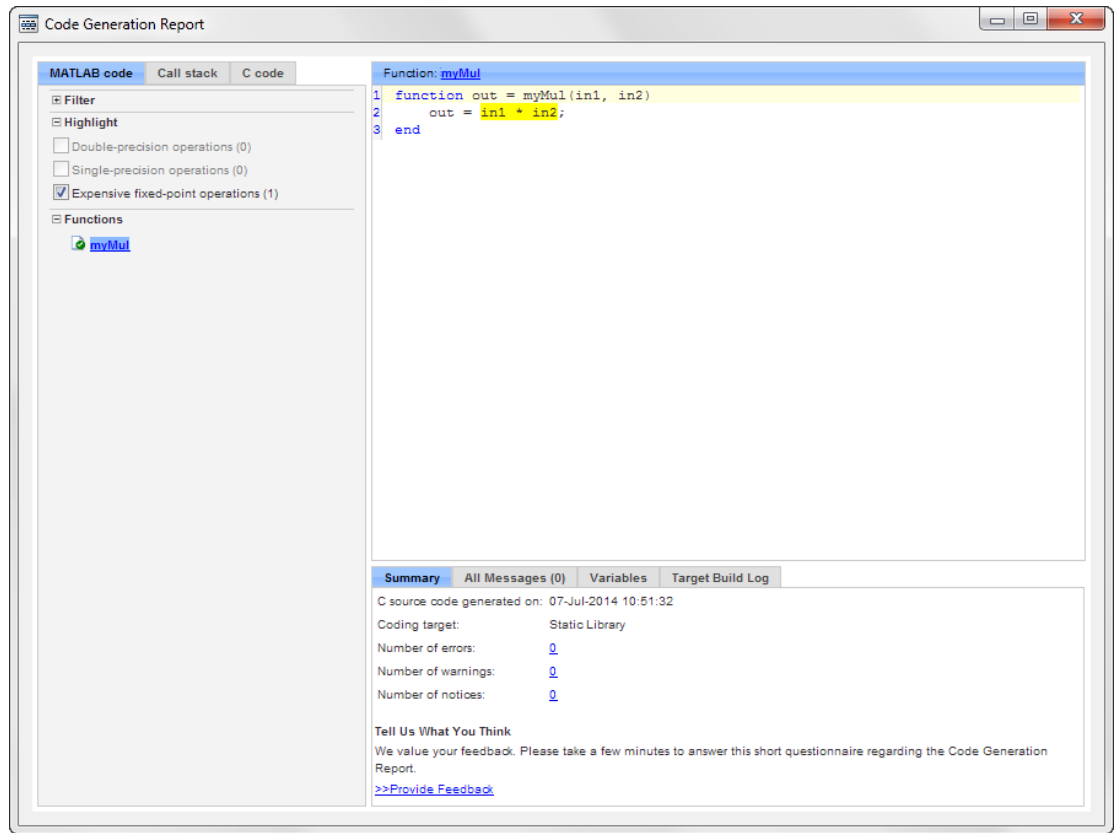 Code Generation Report
MATLAB code Call stack C code
Filter
Highlight
Double-precision operations (0)
Single-precision operations (0)
Expensive fixed-point operations (1)
Functions
myMul
Function: myMul
1 function out = myMul(in1, in2)
2 out = in1 * in2;
3 end
Summary All Messages (0) Variables Target Build Log
C source code generated on: 07-Jul-2014 10:51:32
Coding target: Static Library
Number of errors: 0
Number of warnings: 0
Number of notices: 0
Tell Us What You Think
We value your feedback. Please take a few minutes to answer this short questionnaire regarding the Code Generation
Report.
>>Provide Feedback